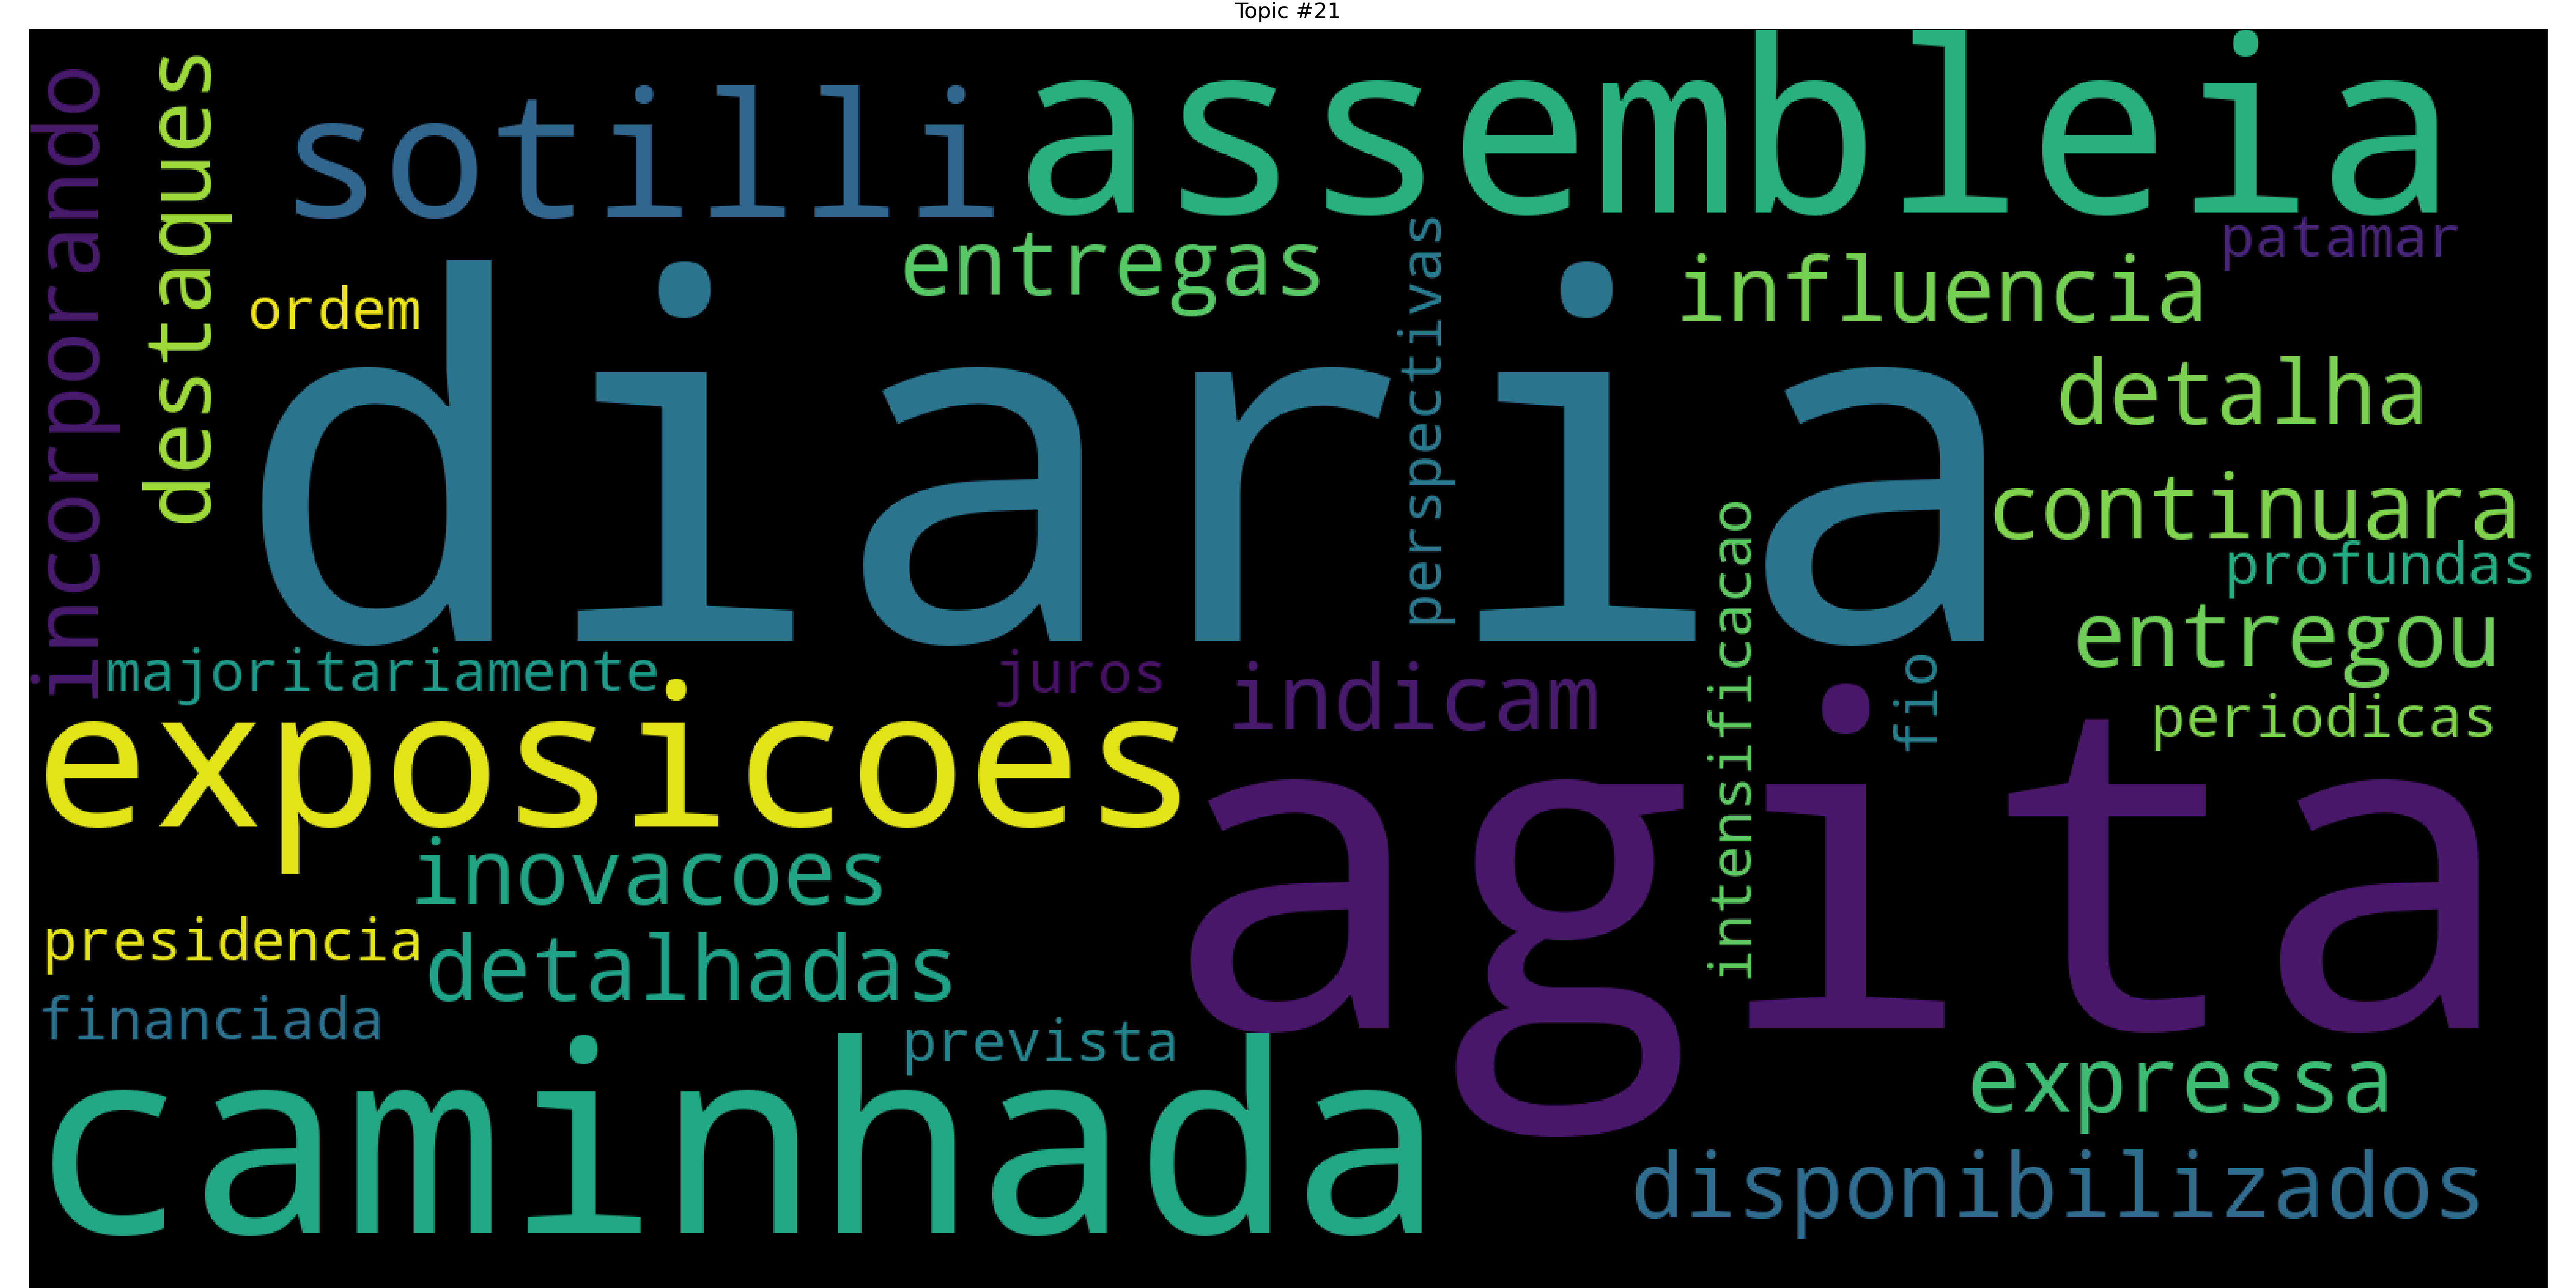 Topic #21
incorporando
destaques
sotilli
assembleia
patamar
entregas
perspectivas
influencia
ordem
diaria
detalha
continuara
profundas
intensificacao
entregou
majoritariamente
juros
indicam
fio
periodicas
exposicoes
agita
inovacoes
presidencia
detalhadas
financiada
prevista
caminhada
expressa
disponibilizados